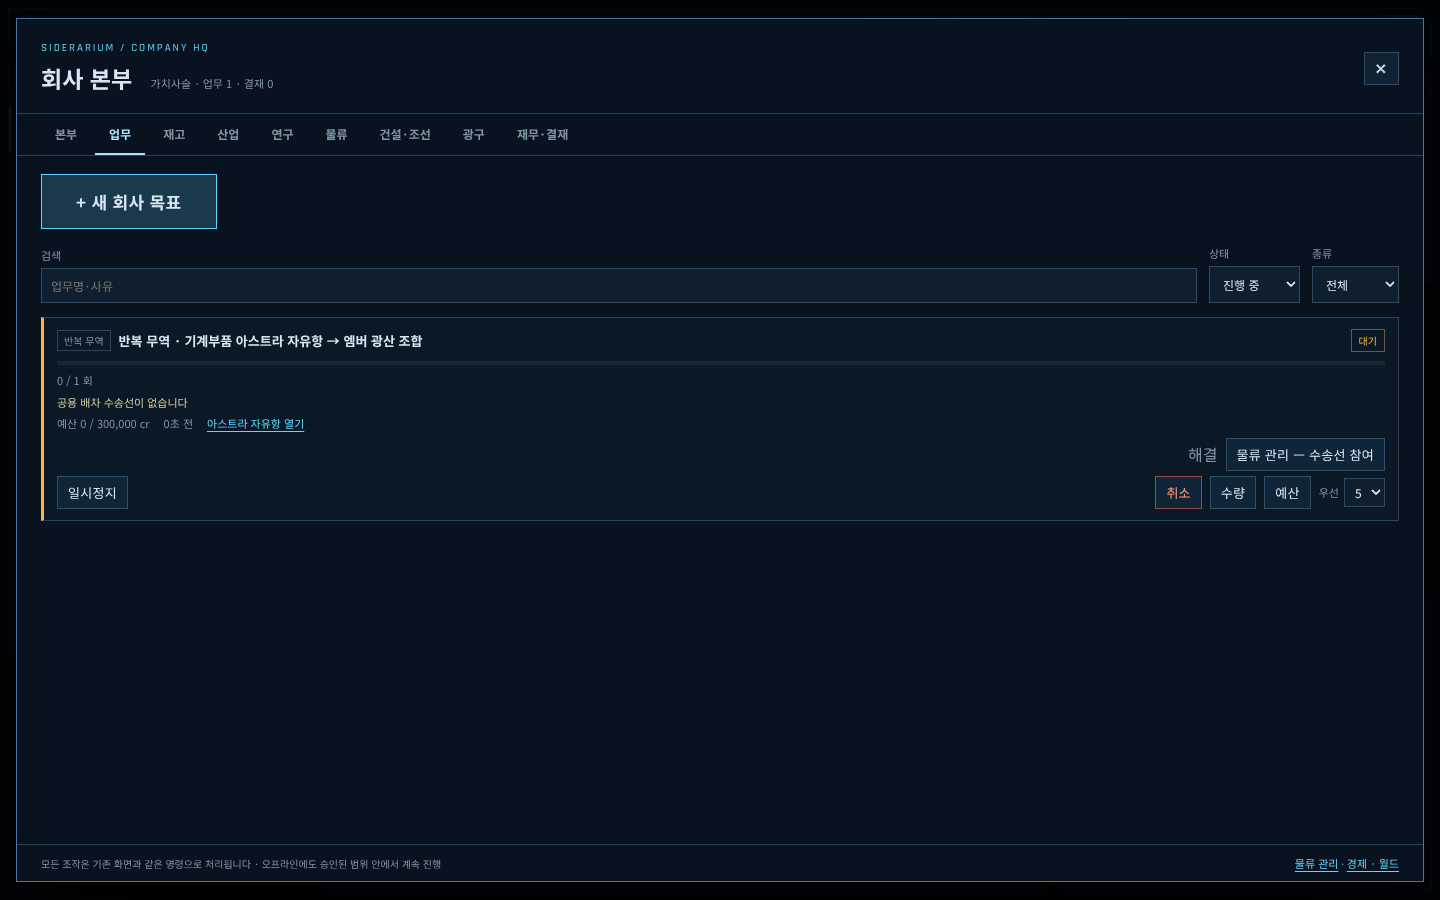 SIDERARIUM / COMPANY HQ
회사 본부 가치사슬 · 업무 1 · 결재 0
×
본부 업무 재고 산업 연구 물류 건설·조선 광구 재무·결재
+ 새 회사 목표
검색 상태 종류
업무명·사유 진행 중 전체
반복 무역 반복 무역 · 기계부품 아스트라 자유항 → 엠버 광산 조합 대기
0 / 1 회
공용 배차 수송선이 없습니다
예산 0 / 300,000 cr 0초 전 아스트라 자유항 열기
해결 물류 관리 — 수송선 참여
일시정지 취소 수량 예산 우선 5
모든 조작은 기존 화면과 같은 명령으로 처리됩니다 · 오프라인에도 승인된 범위 안에서 계속 진행 물류 관리 · 경제 · 월드